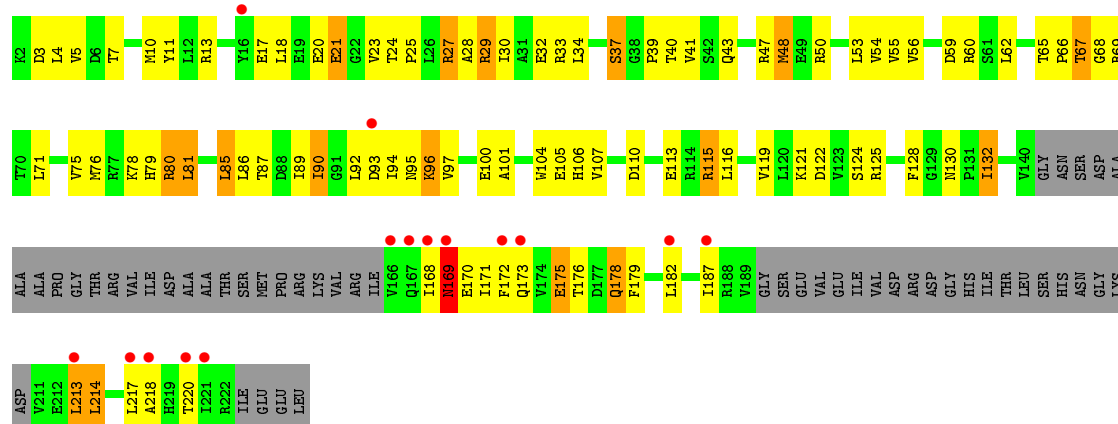 K2 D3 L4 V5 D6 T7 M10 Y11 L12 R13 Y16 E17 L18 E19 E20 E21 G22 V23 T24 P25 L26 R27 A28 R29 I30 A31 E32 R33 L34 S37 G38 P39 T40 V41 S42 Q43 R47 M48 E49 R50 L53 V54 V55 V56 D59 R60 S61 L62 T65 P66 T67 G68 R69
T70 L71 V75 M76 R77 K78 H79 R80 L81 L85 L86 T87 D88 I89 I90 G91 L92 D93 I94 N95 K96 V97 E100 A101 W104 E105 H106 V107 D110 E113 R114 R115 L116 V119 L120 K121 D122 V123 S124 R125 F128 G129 N130 P131 I132 V140 GLY ASN SER ASP ALA
ALA ALA PRO GLY THR ARG VAL ILE ASP ALA ALA THR SER MET PRO ARG LYS VAL ARG ILE V166 Q167 I168 N169 E170 I171 F172 Q173 V174 E175 T176 D177 Q178 F179 L182 I187 R188 V189 GLY SER GLU VAL GLU ILE VAL ASP ARG ASP GLY HIS ILE THR LEU SER HIS ASN GLY LYS
ASP V211 E212 L213 L214 L217 A218 H219 T220 I221 R222 ILE GLU GLU LEU